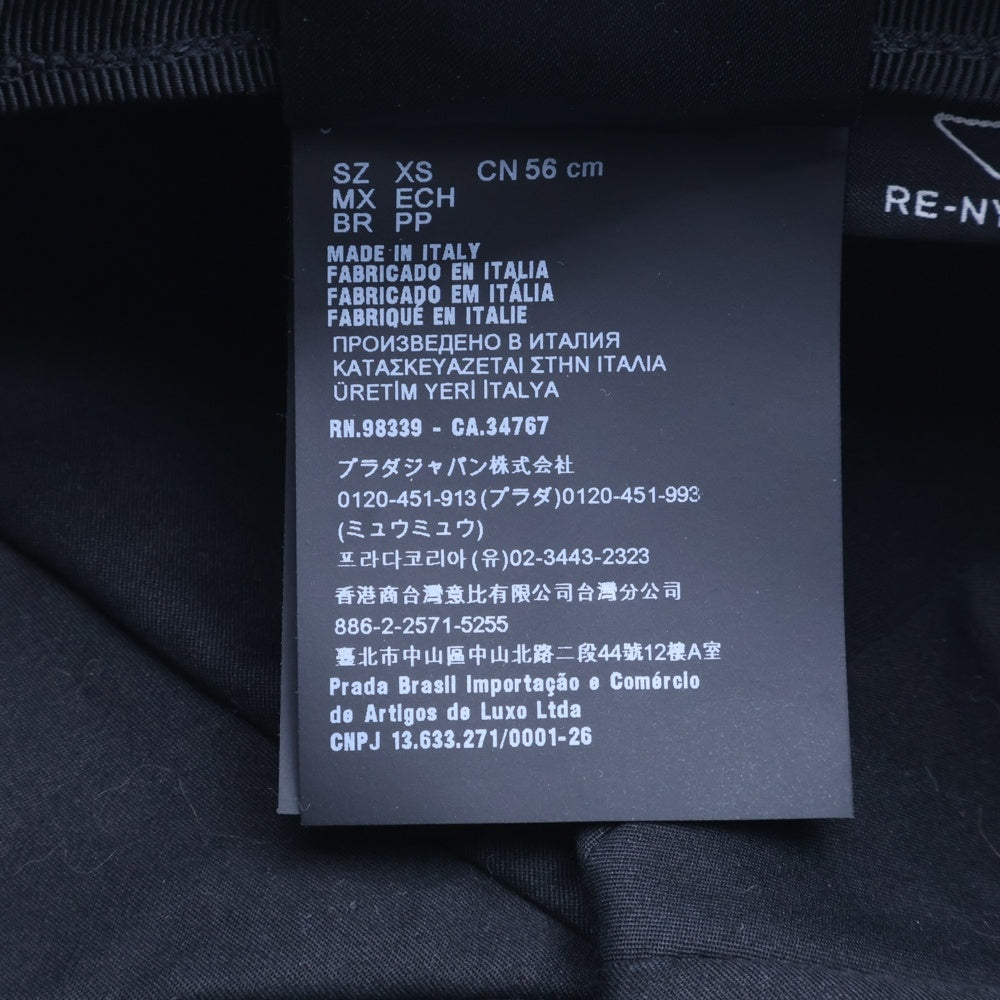 SZ XS CN 56 cm
MX ECH
BR PP
MADE IN ITALY
FABRICADO EN ITALIA
FABRICADO EM ITÁLIA
FABRIQUÉ EN ITALIE
ПРОИЗВЕДЕНО В ИТАЛИЯ
ΚΑΤΑΣΚΕΥΑΖΕΤΑΙ ΣΤΗΝ ΙΤΑΛΙΑ
ÜRETİM YERİ İTALYA
RN.98339 - CA.34767
プラダジャパン株式会社
0120-451-913(プラダ)0120-451-993
(ミュウミュウ)
프라다코리아(유)02-3443-2323
香港商台灣意比有限公司台灣分公司
886-2-2571-5255
臺北市中山區中山北路二段44號12樓A室
Prada Brasil Importação e Comércio
de Artigos de Luxo Ltda
CNPJ 13.633.271/0001-26